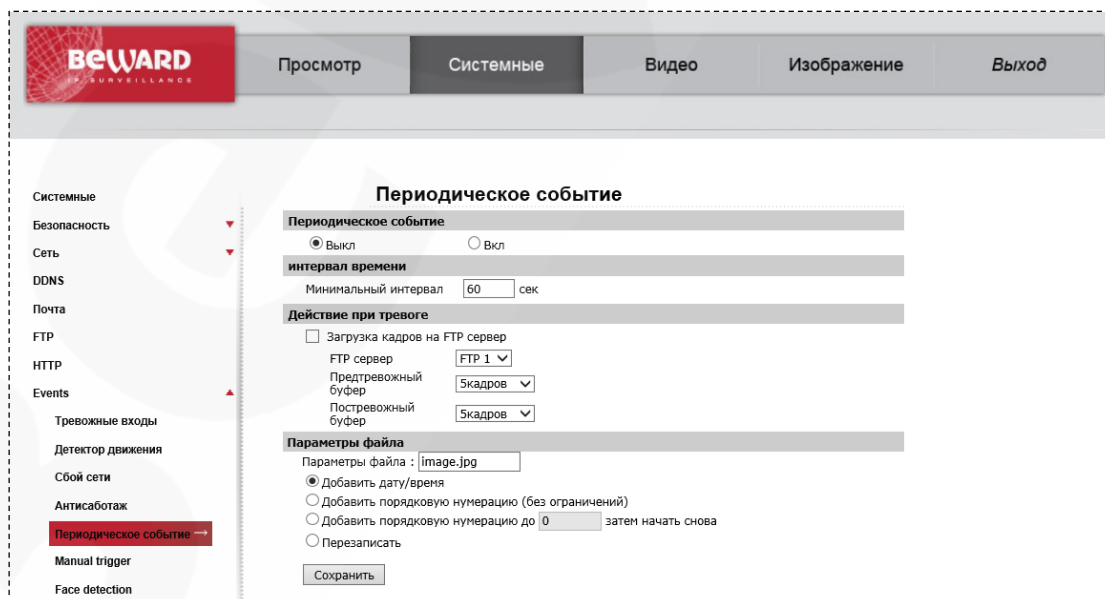 BEWARD
IP SURVEILLANCE
Просмотр
Системные
Видео
Изображение
Выход
Системные
Безопасность
Сеть
DDNS
Почта
FTP
HTTP
Events
Тревожные входы
Детектор движения
Сбой сети
Антисаботаж
Периодическое событие
Manual trigger
Face detection
Периодическое событие
Периодическое событие
Выкл Вкл
интервал времени
Минимальный интервал 60 сек
Действие при тревоге
Загрузка кадров на FTP сервер
FTP сервер FTP 1
Предтревожный
буфер
5кадров
Постревожный
буфер
5кадров
Параметры файла
Параметры файла : image.jpg
Добавить дату/время
Добавить порядковую нумерацию (без ограничений)
Добавить порядковую нумерацию до 0 затем начать снова
Перезаписать
Сохранить